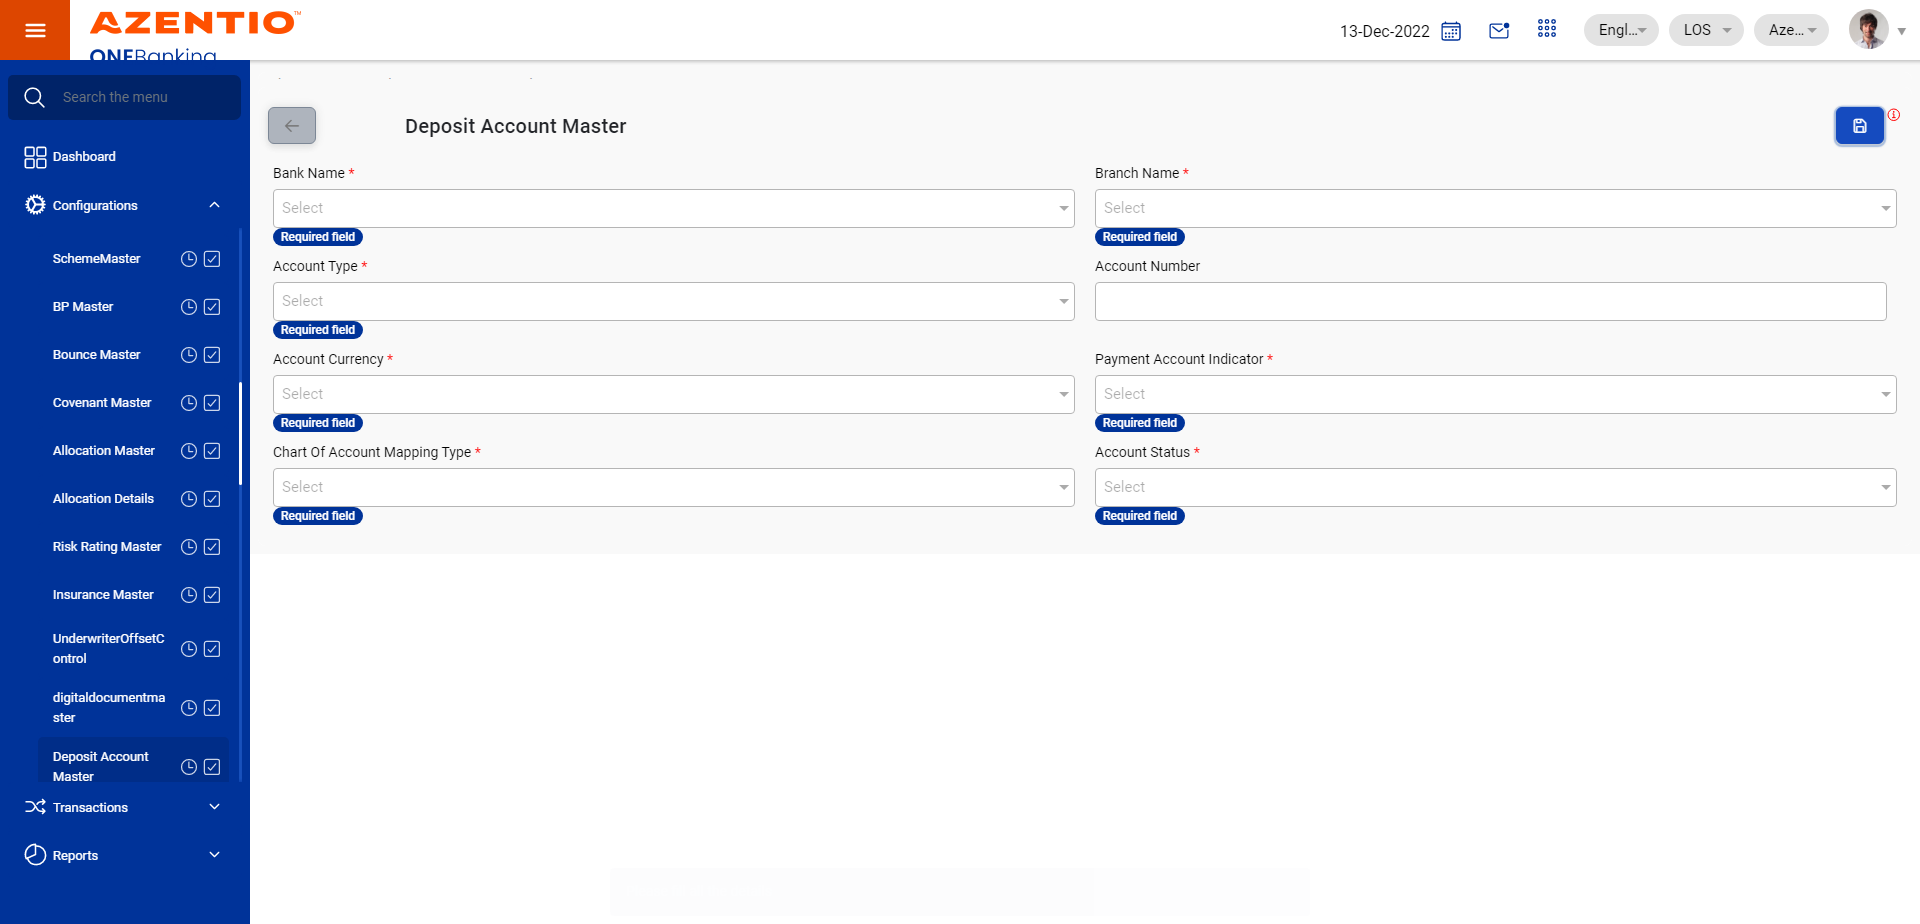 AZENTIO™
ONEBanking
13-Dec-2022
Engl...
LOS
Aze...
Search the menu
Dashboard
Configurations
SchemeMaster
BP Master
Bounce Master
Covenant Master
Allocation Master
Allocation Details
Risk Rating Master
Insurance Master
UnderwriterOffsetC
ontrol
digitaldocumentma
ster
Deposit Account
Master
Transactions
Reports
Deposit Account Master
Bank Name *
Select
Required field
Branch Name *
Select
Required field
Account Type *
Select
Required field
Account Number
Account Currency *
Select
Required field
Payment Account Indicator *
Select
Required field
Chart Of Account Mapping Type *
Select
Required field
Account Status *
Select
Required field